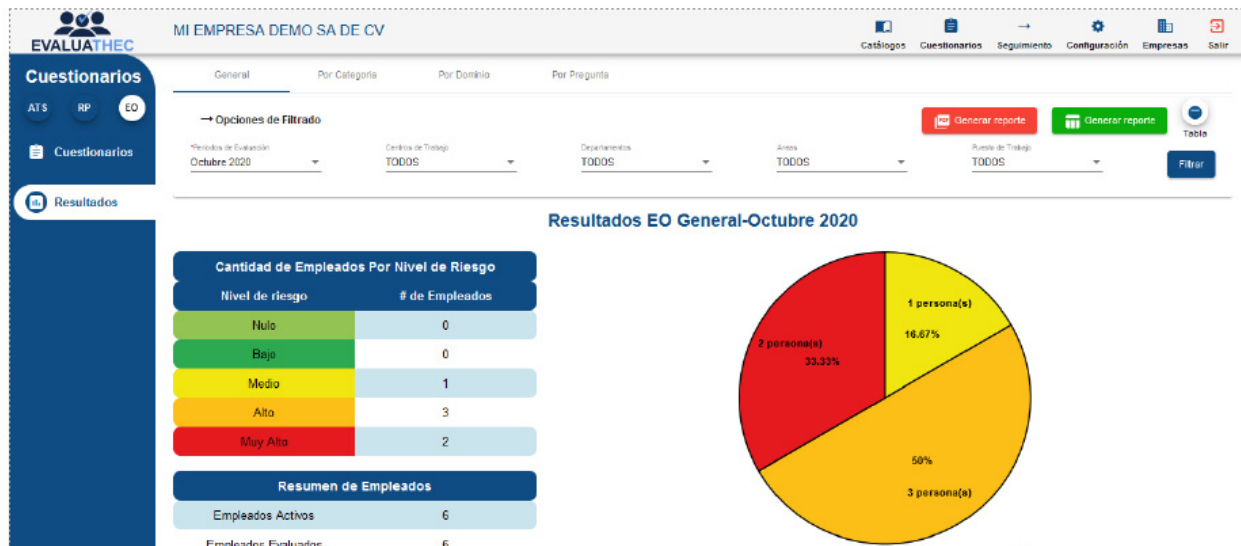 EVALUATHEC
MI EMPRESA DEMO SA DE CV
Catálogos Cuestionarios Seguimiento Configuración Empresas Salir
Cuestionarios
ATS RP EO
Cuestionarios
Resultados
General Por Categoria Por Dominio Por Pregunta
→ Opciones de Filtrado
PDF Generar reporte Generar reporte
Tabla
*Periodos de Evaluación Centros de Trabajo Departamentos Areas Puesto de Trabajo
Octubre 2020 TODOS TODOS TODOS TODOS
Filtrar
Resultados EO General-Octubre 2020
Cantidad de Empleados Por Nivel de Riesgo
Nivel de riesgo # de Empleados
Nulo 0
Bajo 0
Medio 1
Alto 3
Muy Alto 2
Resumen de Empleados
Empleados Activos 6
Empleados Evaluados 6
1 persona(s)
16.67%
2 persona(s)
33.33%
50%
3 persona(s)